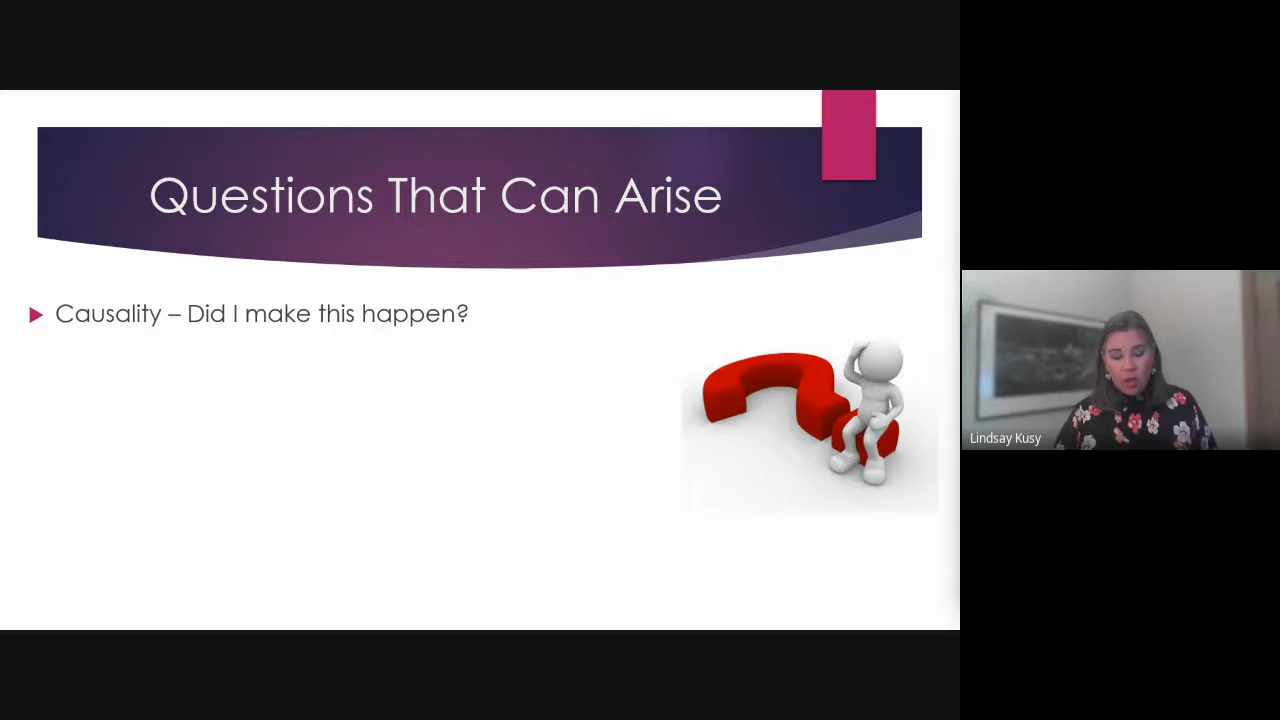 Questions That Can Arise
Causality – Did I make this happen?
Lindsay Kusy